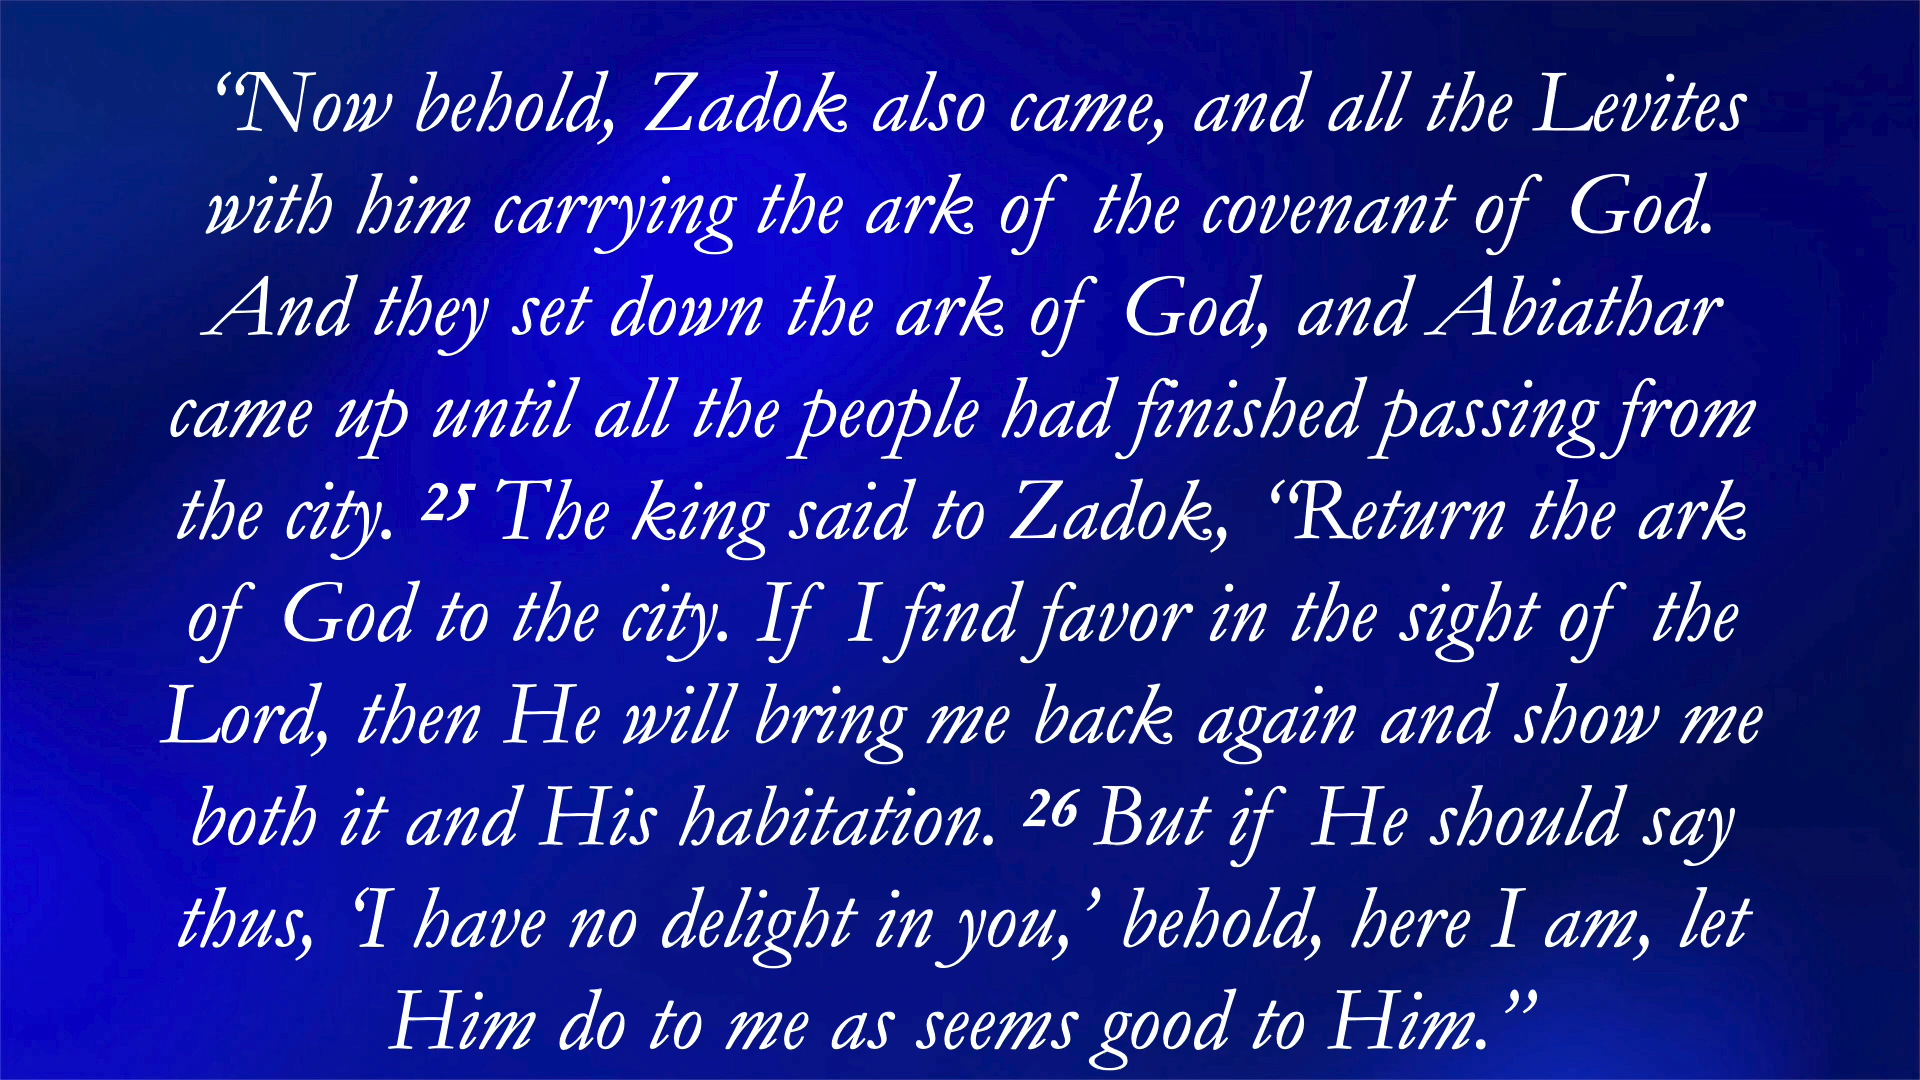 “Now behold, Zadok also came, and all the Levites
with him carrying the ark of the covenant of God.
And they set down the ark of God, and Abiathar
came up until all the people had finished passing from
the city. 25 The king said to Zadok, “Return the ark
of God to the city. If I find favor in the sight of the
Lord, then He will bring me back again and show me
both it and His habitation. 26 But if He should say
thus, ‘I have no delight in you,’ behold, here I am, let
Him do to me as seems good to Him.”